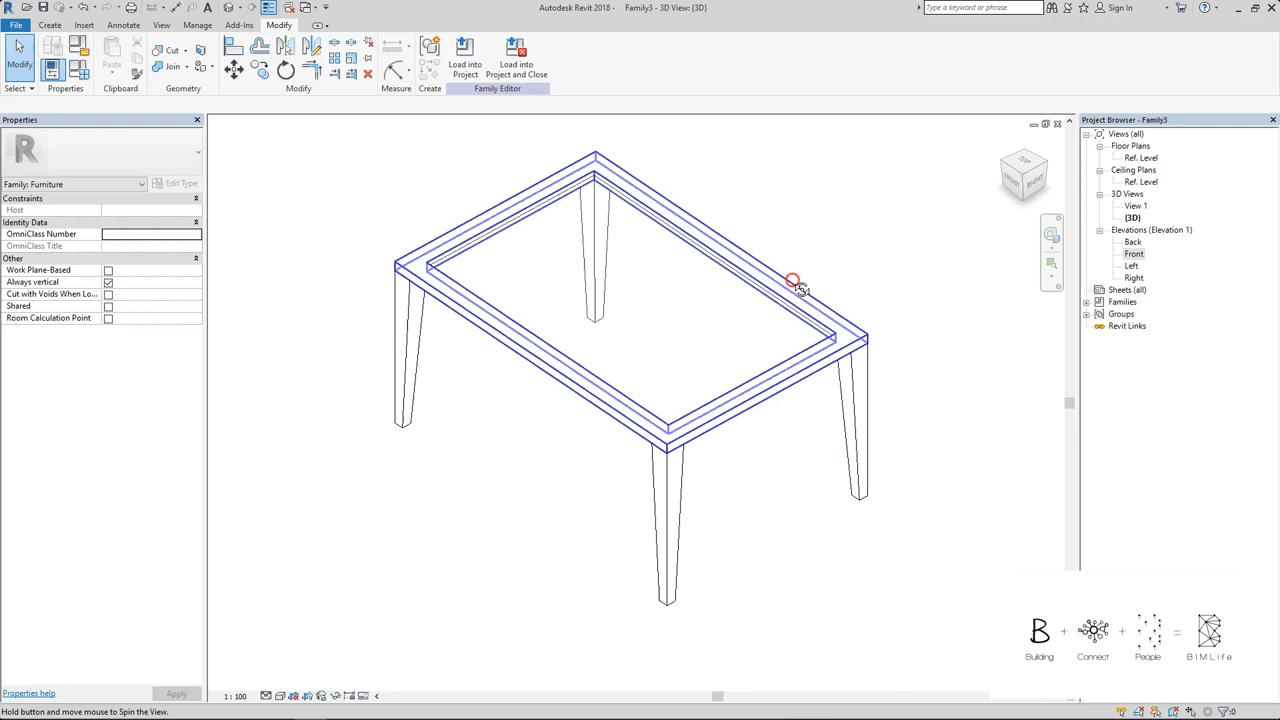 Autodesk Revit 2018 - Family3 - 3D View: {3D}
Type a keyword or phrase
Sign In
File Create Insert Annotate View Manage Add-Ins Modify
Modify
Paste
Cut
Join
Load into Project
Load into Project and Close
Select Properties Clipboard Geometry Modify Measure Create Family Editor
Properties
R
Family: Furniture
Edit Type
Constraints
Host
Identity Data
OmniClass Number
OmniClass Title
Other
Work Plane-Based
Always vertical
Cut with Voids When Lo...
Shared
Room Calculation Point
Properties help
Apply
TOP
FRONT
RIGHT
Project Browser - Family3
Views (all)
Floor Plans
Ref. Level
Ceiling Plans
Ref. Level
3D Views
View 1
{3D}
Elevations (Elevation 1)
Back
Front
Left
Right
Sheets (all)
Families
Groups
Revit Links
B + + =
Building Connect People BIMLife
1 : 100
Hold button and move mouse to Spin the View.
:0